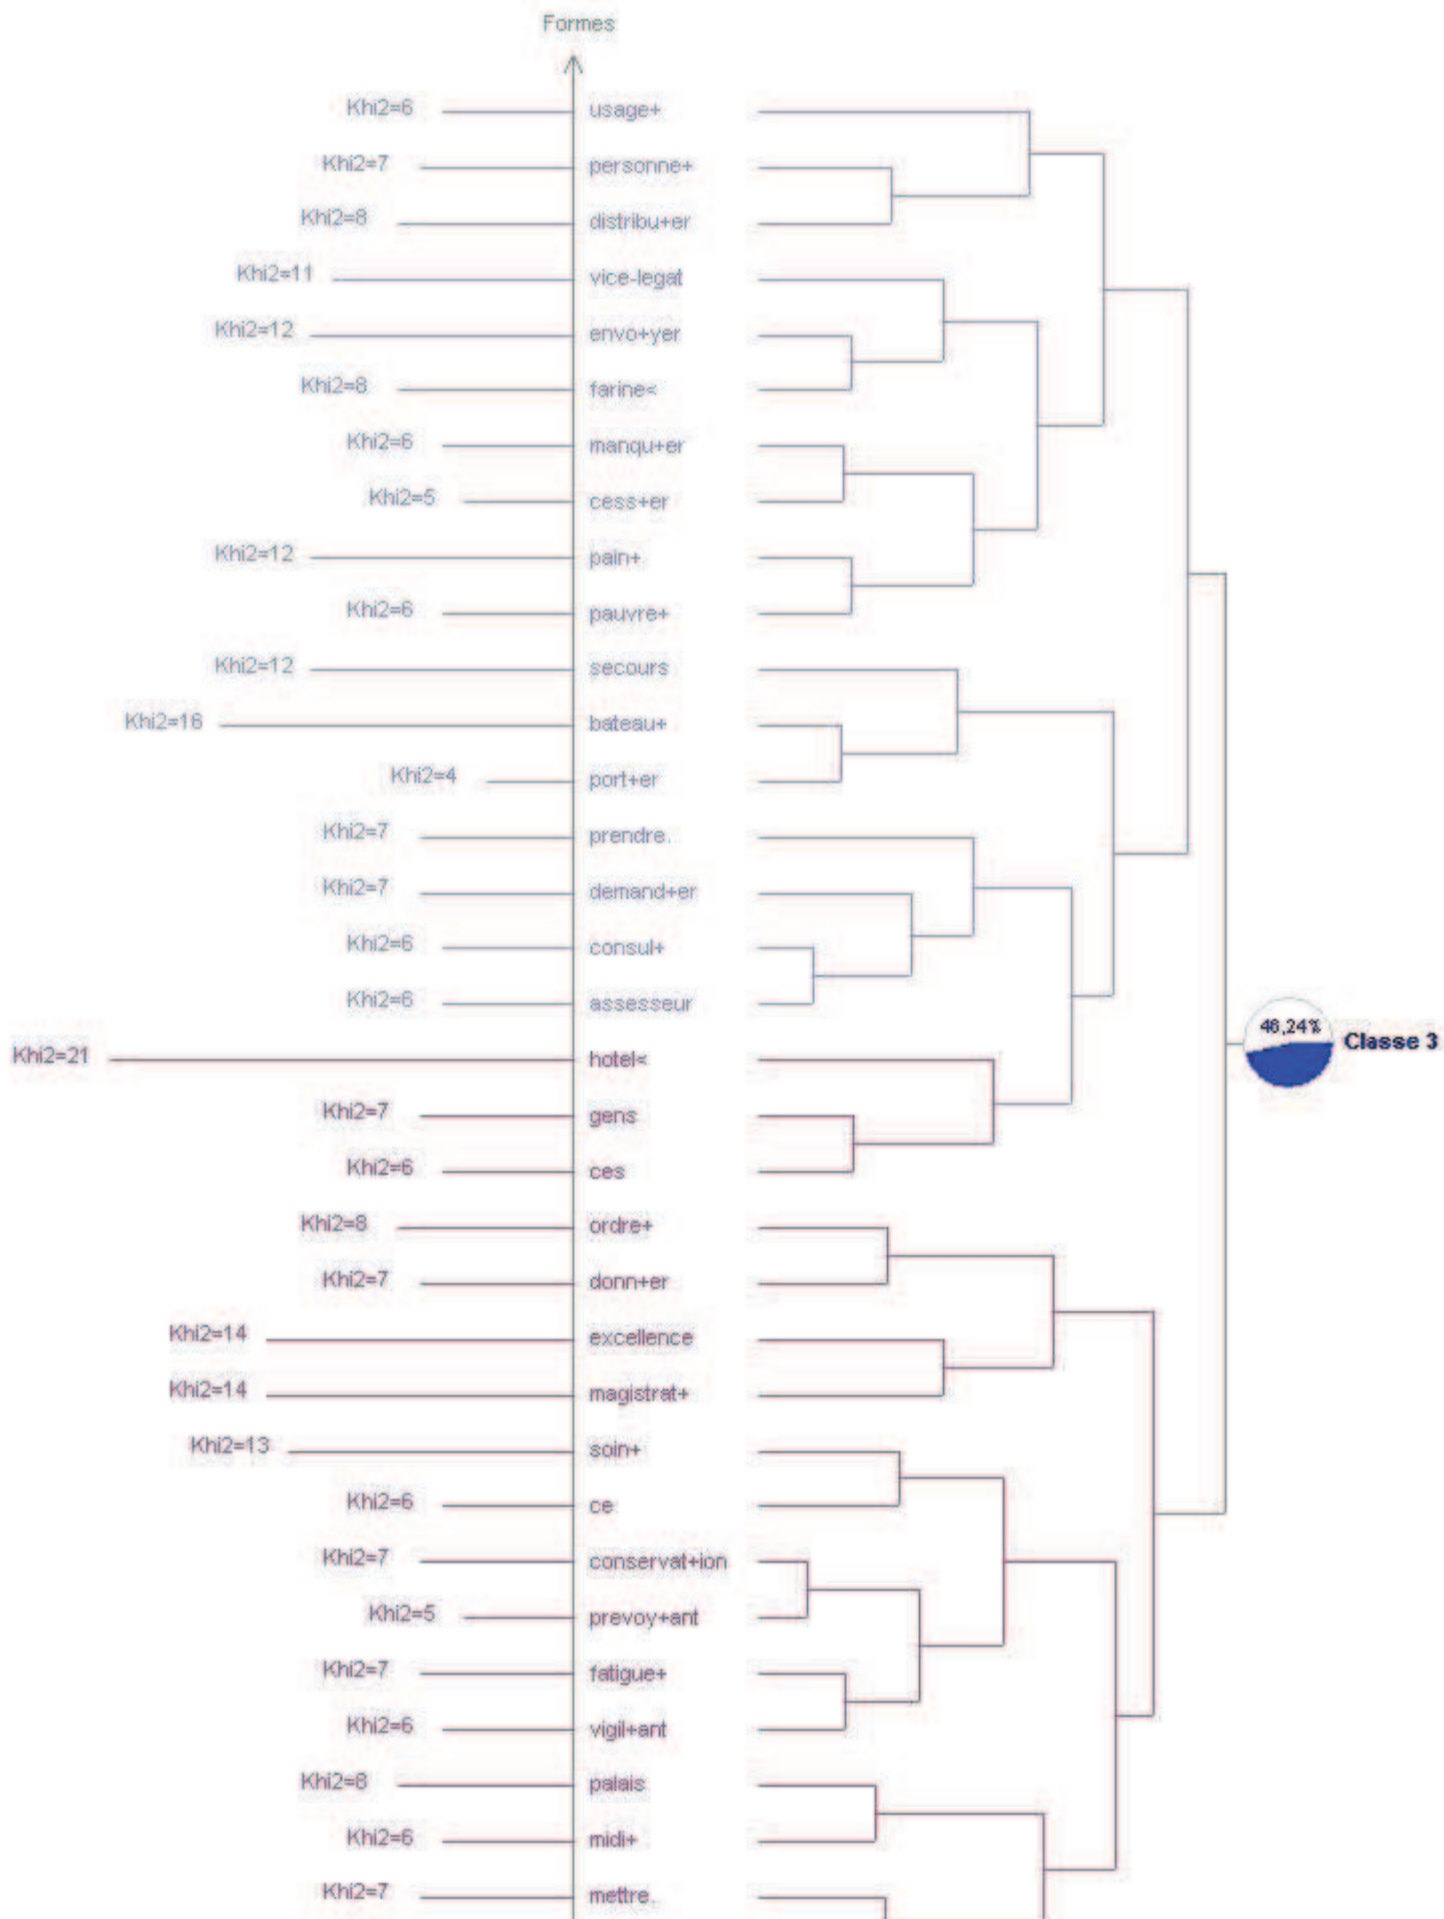 Formes
Khi2=6 usage+
Khi2=7 personne+
Khi2=8 distribu+er
Khi2=11 vice-legat
Khi2=12 envo+yer
Khi2=8 farine<
Khi2=6 manqu+er
Khi2=5 cess+er
Khi2=12 pain+
Khi2=6 pauvre+
Khi2=12 secours
Khi2=16 bateau+
Khi2=4 port+er
Khi2=7 prendre.
Khi2=7 demand+er
Khi2=6 consul+
Khi2=6 assesseur
46,24% Classe 3
Khi2=21 hotel<
Khi2=7 gens
Khi2=6 ces
Khi2=8 ordre+
Khi2=7 donn+er
Khi2=14 excellence
Khi2=14 magistrat+
Khi2=13 soin+
Khi2=6 ce
Khi2=7 conservat+ion
Khi2=5 prevoy+ant
Khi2=7 fatigue+
Khi2=6 vigil+ant
Khi2=8 palais
Khi2=6 midi+
Khi2=7 mettre.